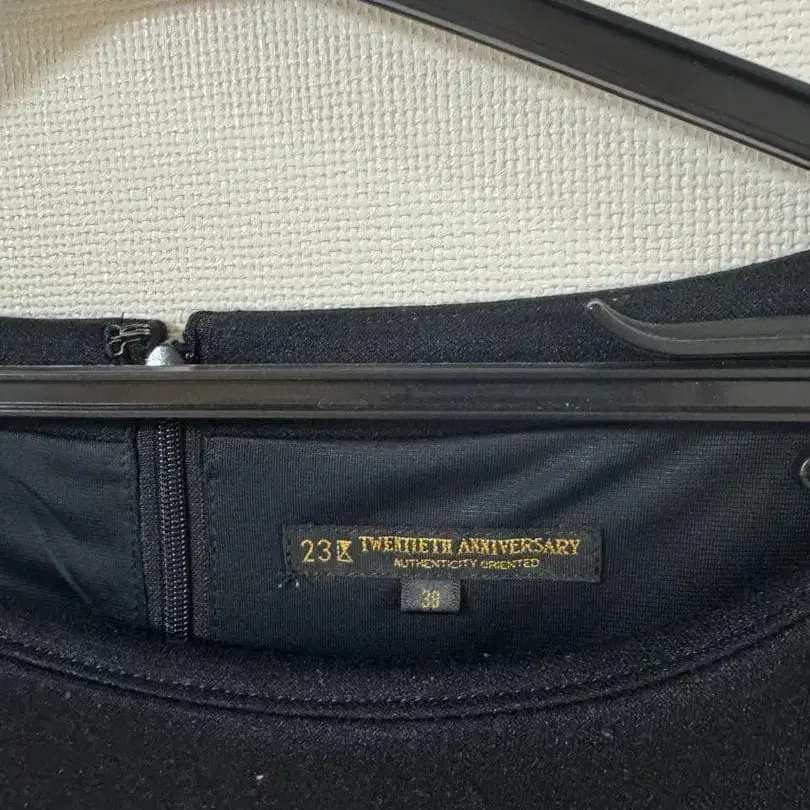 23区 TWENTIETH ANNIVERSARY
AUTHENTICITY ORIENTED
38